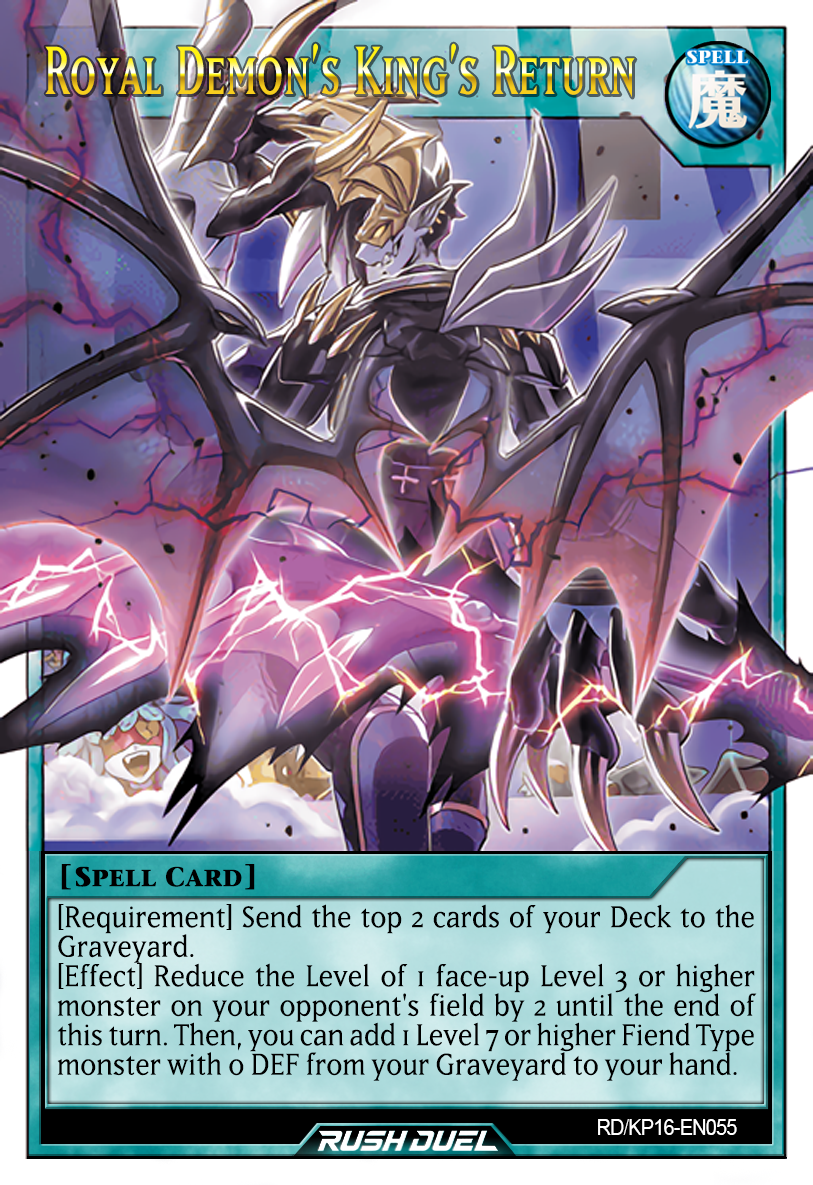 Royal Demon's King's Return
SPELL
魔
[Spell Card]
[Requirement] Send the top 2 cards of your Deck to the
Graveyard.
[Effect] Reduce the Level of 1 face-up Level 3 or higher
monster on your opponent's field by 2 until the end of
this turn. Then, you can add 1 Level 7 or higher Fiend Type
monster with 0 DEF from your Graveyard to your hand.
RD/KP16-EN055
RUSH DUEL